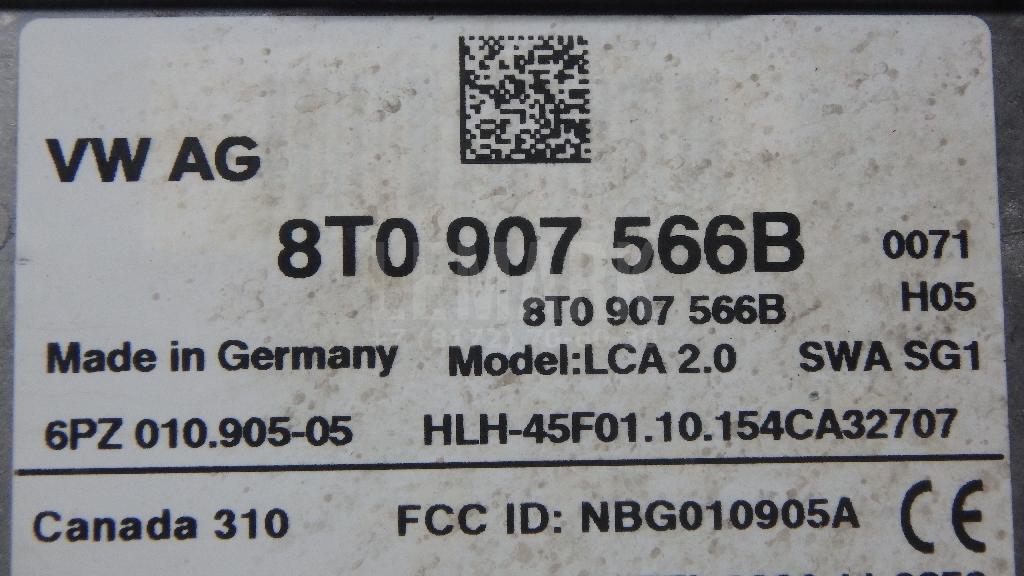 VW AG
8T0 907 566B 0071
8T0 907 566B H05
Made in Germany Model:LCA 2.0 SWA SG1
6PZ 010.905-05 HLH-45F01.10.154CA32707
Canada 310 FCC ID: NBG010905A CE